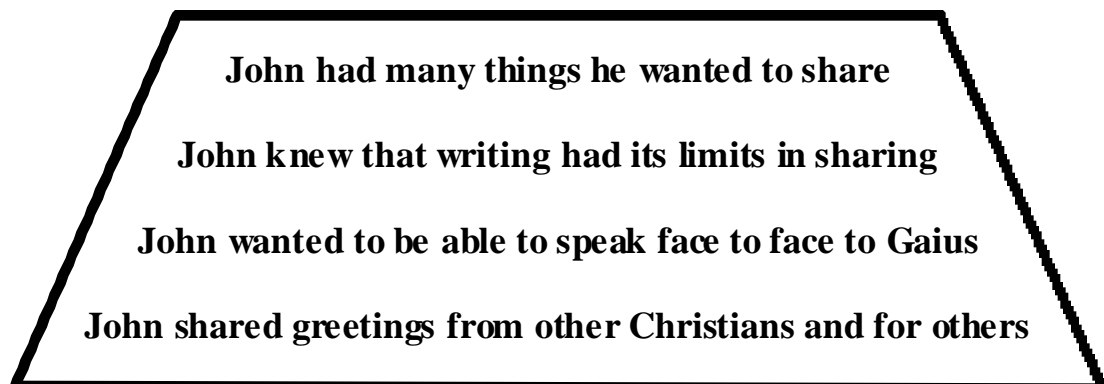 John had many things he wanted to share
John knew that writing had its limits in sharing
John wanted to be able to speak face to face to Gaius
John shared greetings from other Christians and for others